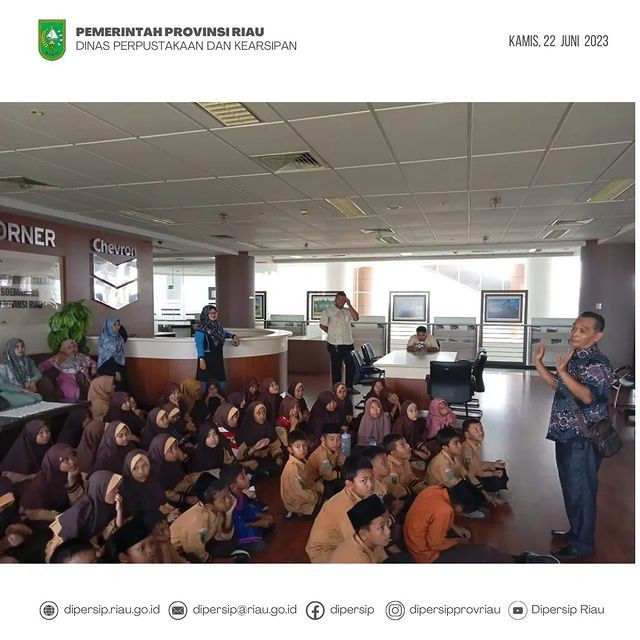 PEMERINTAH PROVINSI RIAU
DINAS PERPUSTAKAAN DAN KEARSIPAN
KAMIS, 22 JUNI 2023
ORNER
Chevron
dipersip.riau.go.id
dipersip@riau.go.id
dipersip
dipersipprovriau
Dipersip Riau